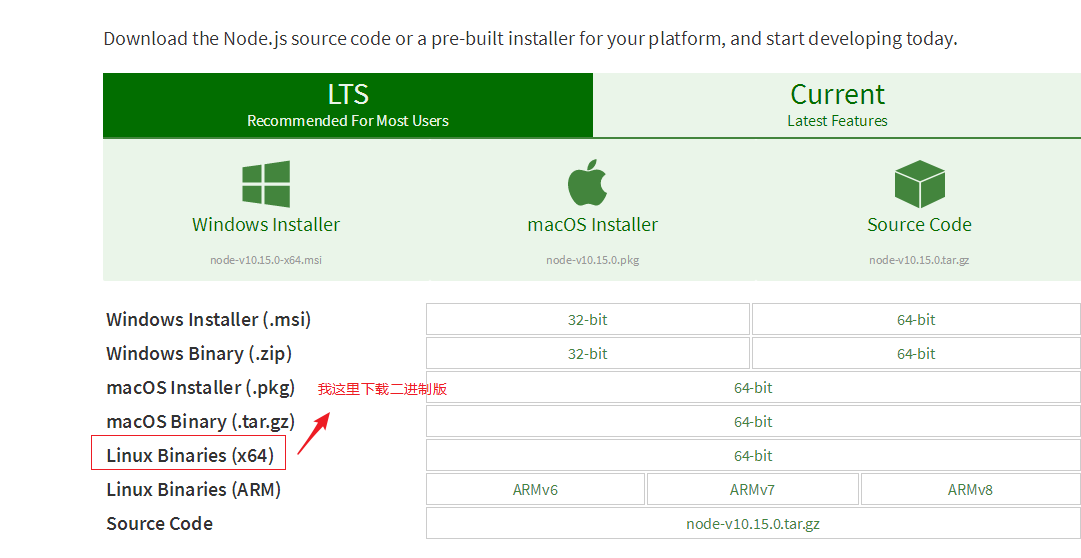 Download the Node.js source code or a pre-built installer for your platform, and start developing today.
LTS
Recommended For Most Users
Current
Latest Features
Windows Installer
node-v10.15.0-x64.msi
macOS Installer
node-v10.15.0.pkg
Source Code
node-v10.15.0.tar.gz
Windows Installer (.msi) 32-bit 64-bit
Windows Binary (.zip) 32-bit 64-bit
macOS Installer (.pkg) 我这里下载二进制版 64-bit
macOS Binary (.tar.gz) 64-bit
Linux Binaries (x64) 64-bit
Linux Binaries (ARM) ARMv6 ARMv7 ARMv8
Source Code node-v10.15.0.tar.gz